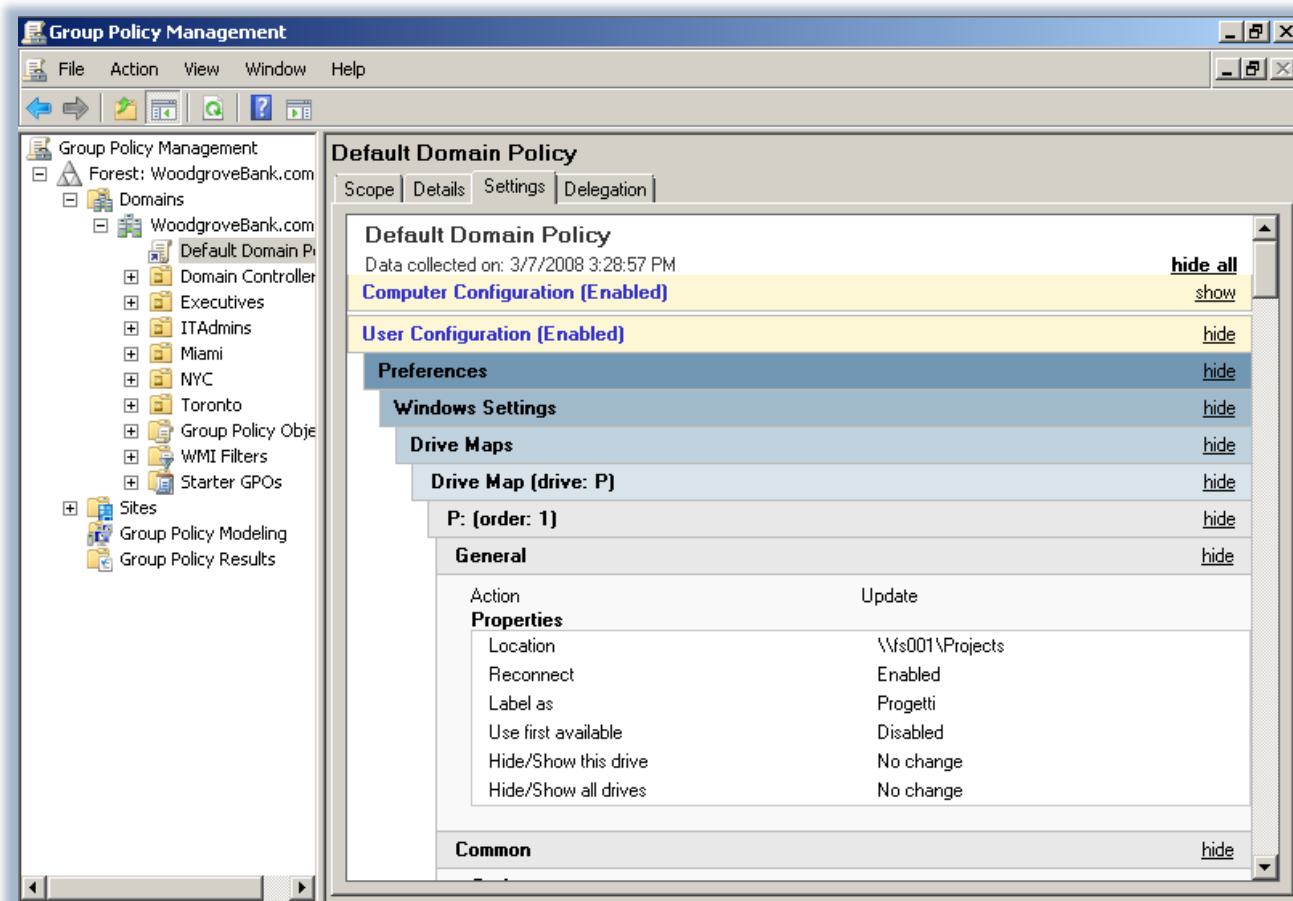 Group Policy Management
File Action View Window Help
Group Policy Management
Forest: WoodgroveBank.com
Domains
WoodgroveBank.com
Default Domain
Domain Controller
Executives
ITAdmins
Miami
NYC
Toronto
Group Policy Obje
WMI Filters
Starter GPOs
Sites
Group Policy Modeling
Group Policy Results
Default Domain Policy
Scope Details Settings Delegation
Default Domain Policy
Data collected on: 3/7/2008 3:28:57 PM hide all
Computer Configuration (Enabled) show
User Configuration (Enabled) hide
Preferences hide
Windows Settings hide
Drive Maps hide
Drive Map (drive: P) hide
P: (order: 1) hide
General hide
Action Update
Properties
Location \\fs001\Projects
Reconnect Enabled
Label as Progetti
Use first available Disabled
Hide/Show this drive No change
Hide/Show all drives No change
Common hide